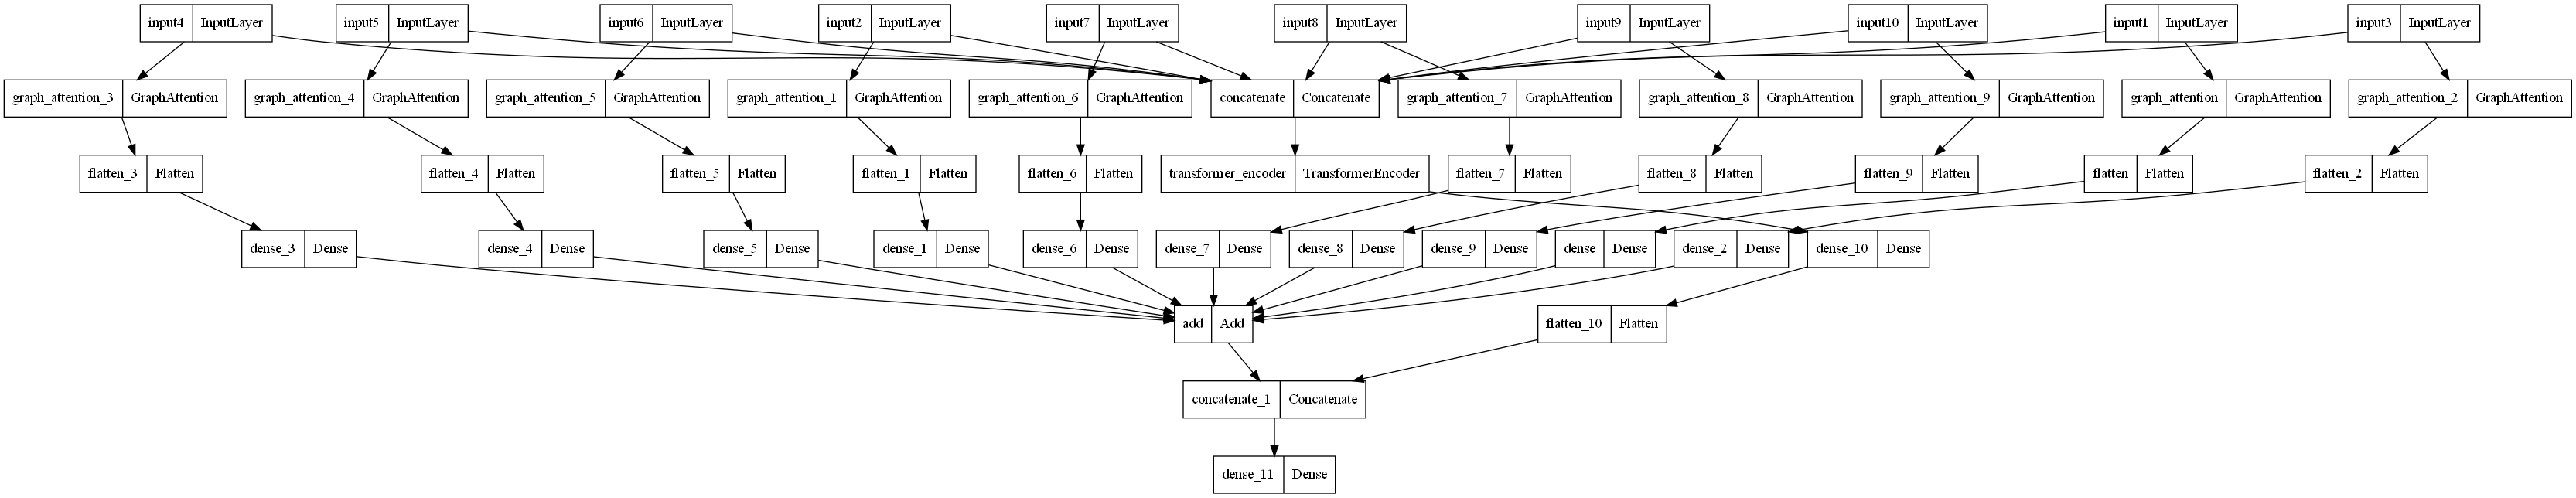 input4 InputLayer input5 InputLayer input6 InputLayer input2 InputLayer input7 InputLayer input8 InputLayer input9 InputLayer input10 InputLayer input1 InputLayer input3 InputLayer
graph_attention_3 GraphAttention graph_attention_4 GraphAttention graph_attention_5 GraphAttention graph_attention_1 GraphAttention graph_attention_6 GraphAttention concatenate Concatenate graph_attention_7 GraphAttention graph_attention_8 GraphAttention graph_attention_9 GraphAttention graph_attention GraphAttention graph_attention_2 GraphAttention
flatten_3 Flatten flatten_4 Flatten flatten_5 Flatten flatten_1 Flatten flatten_6 Flatten transformer_encoder TransformerEncoder flatten_7 Flatten flatten_8 Flatten flatten_9 Flatten flatten Flatten flatten_2 Flatten
dense_3 Dense dense_4 Dense dense_5 Dense dense_1 Dense dense_6 Dense dense_7 Dense dense_8 Dense dense_9 Dense dense Dense dense_2 Dense dense_10 Dense
add Add flatten_10 Flatten
concatenate_1 Concatenate
dense_11 Dense